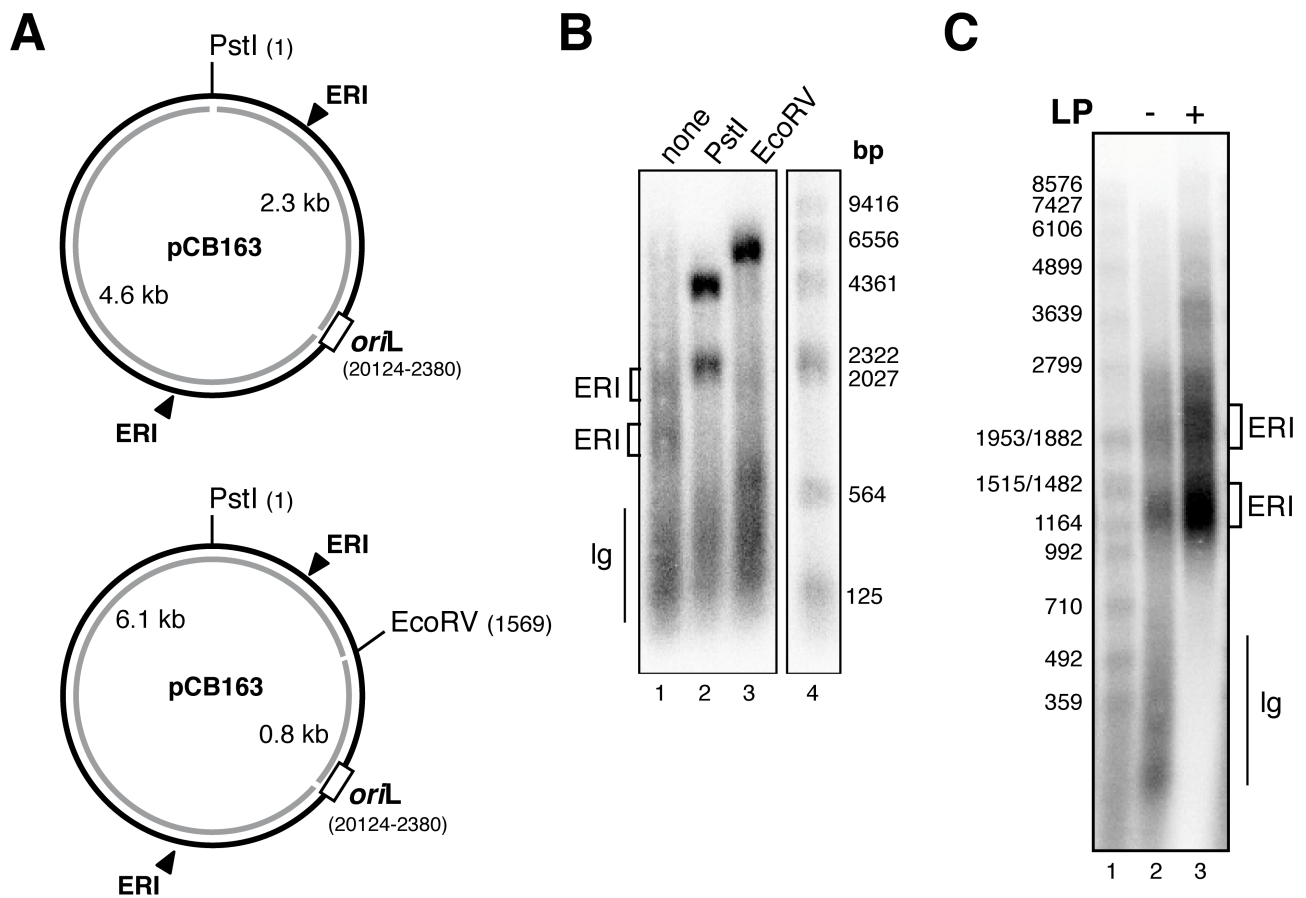 A
PstI (1)
ERI
2.3 kb
pCB163
4.6 kb
oriL
(20124-2380)
ERI
PstI (1)
ERI
6.1 kb
EcoRV (1569)
pCB163
0.8 kb
oriL
(20124-2380)
ERI
B
none
PstI
EcoRV
bp
9416
6556
4361
2322
2027
564
125
ERI
ERI
Ig
1 2 3 4
C
LP - +
8576
7427
6106
4899
3639
2799
1953/1882
1515/1482
1164
992
710
492
359
ERI
ERI
Ig
1 2 3